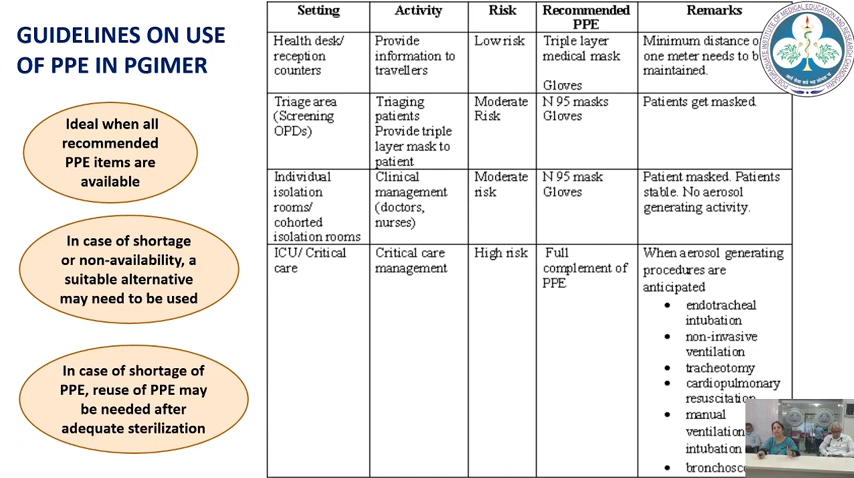 GUIDELINES ON USE
OF PPE IN PGIMER
Ideal when all
recommended
PPE items are
available
In case of shortage
or non-availability, a
suitable alternative
may need to be used
In case of shortage of
PPE, reuse of PPE may
be needed after
adequate sterilization
Setting Activity Risk Recommended PPE Remarks
Health desk/
reception
counters
Provide
information to
travellers
Low risk
Triple layer
medical mask
Gloves
Minimum distance
one meter needs to
maintained.
Triage area
(Screening
OPDs)
Triaging
patients
Provide triple
layer mask to
patient
Moderate
Risk
N 95 masks
Gloves
Patients get masked.
Individual
isolation
rooms/
cohorted
isolation rooms
Clinical
management
(doctors,
nurses)
Moderate
risk
N 95 mask
Gloves
Patient masked. Patients
stable. No aerosol
generating activity.
ICU/ Critical
care
Critical care
management
High risk
Full
complement of
PPE
When aerosol generating
procedures are
anticipated
• endotracheal
intubation
• non-invasive
ventilation
• tracheotomy
• cardiopulmonary
resuscitation
• manual
ventilation
intubation
•
POSTGRADUATE INSTITUTE OF MEDICAL EDUCATION AND RESEARCH CHANDIGARH